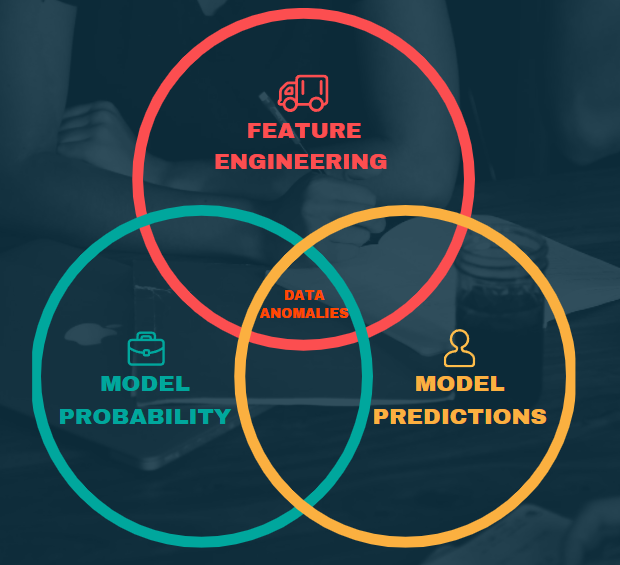 FEATURE
ENGINEERING
DATA
ANOMALIES
MODEL
PROBABILITY
MODEL
PREDICTIONS